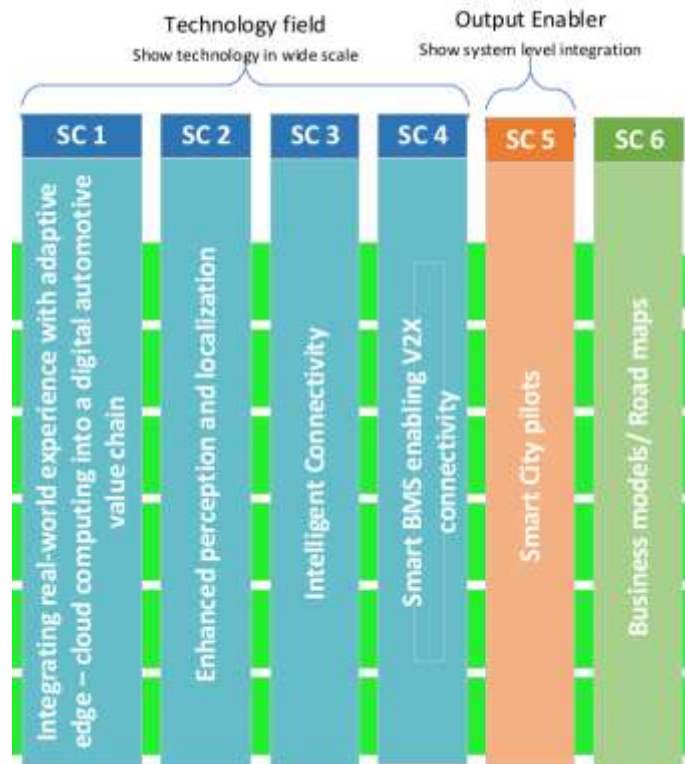 Technology field
Show technology in wide scale
Output Enabler
Show system level integration
SC 1
SC 2
SC 3
SC 4
SC 5
SC 6
Integrating real-world experience with adaptive
edge – cloud computing into a digital automotive
value chain
Enhanced perception and localization
Intelligent Connectivity
Smart BMS enabling V2X
connectivity
Smart City pilots
Business models/ Road maps